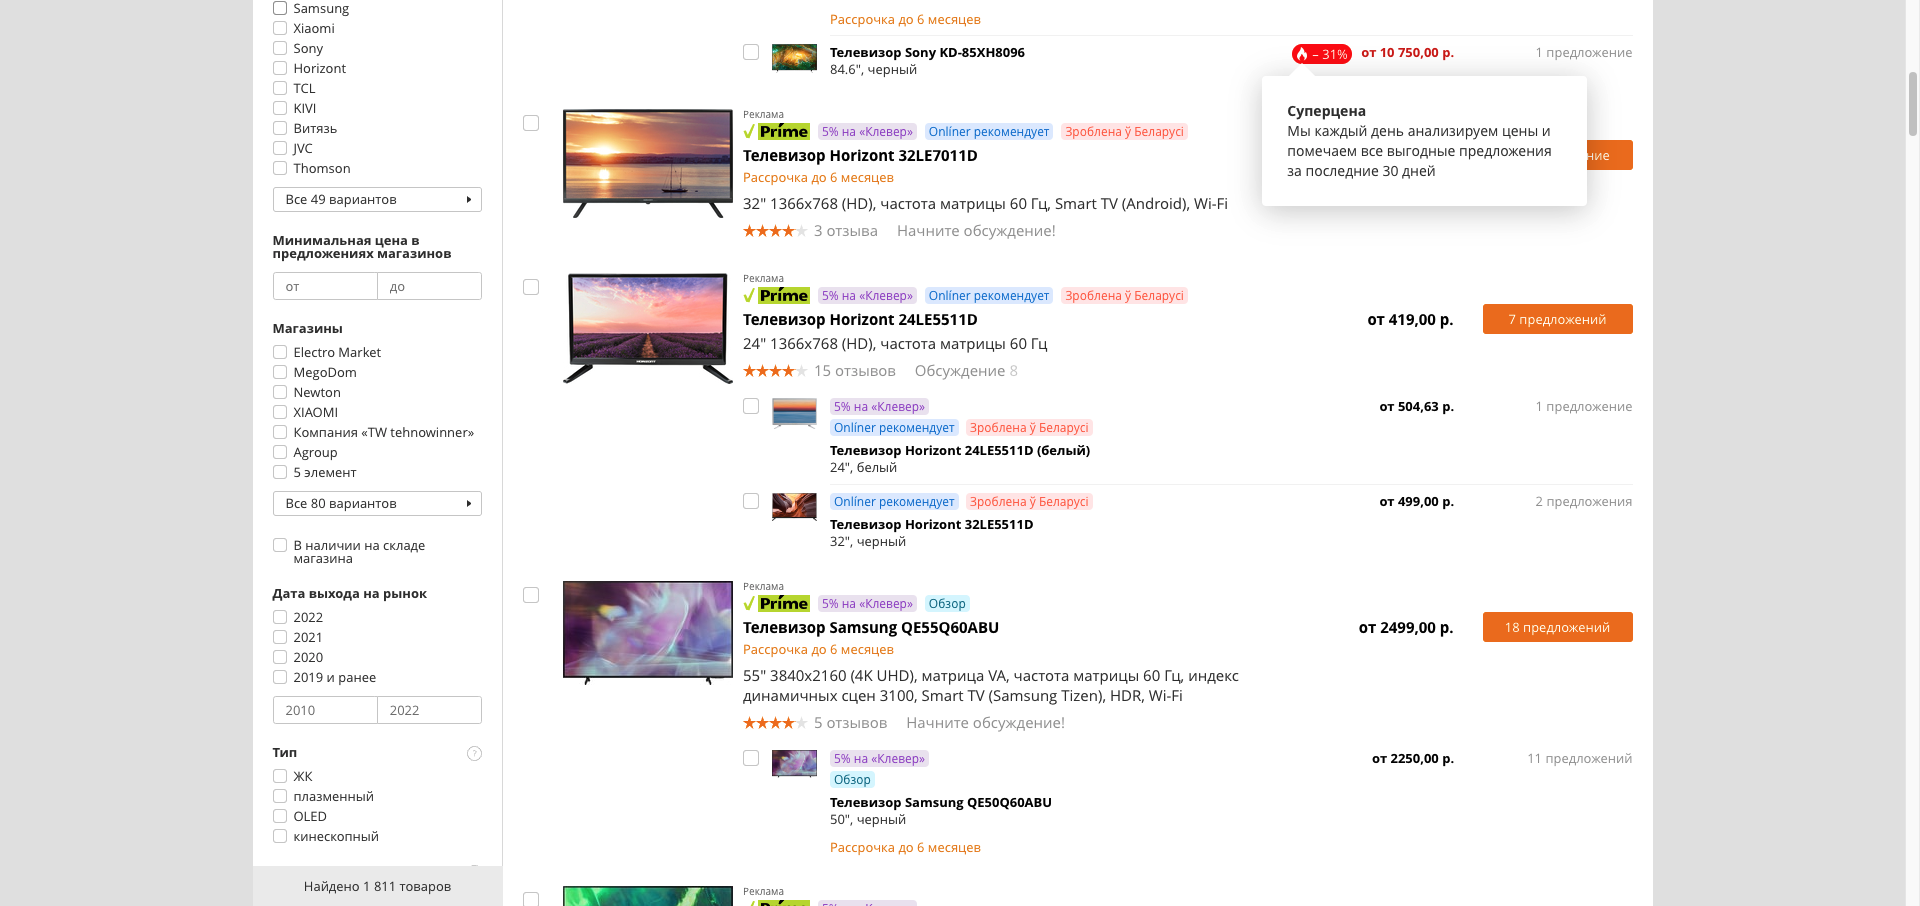 Samsung
Xiaomi
Sony
Horizont
TCL
KIVI
Витязь
JVC
Thomson
Все 49 вариантов
Минимальная цена в
предложениях магазинов
от
до
Магазины
Electro Market
MegoDom
Newton
XIAOMI
Компания «TW tehnowinner»
Agroup
5 элемент
Все 80 вариантов
В наличии на складе
магазина
Дата выхода на рынок
2022
2021
2020
2019 и ранее
2010
2022
Тип
?
ЖК
плазменный
OLED
кинескопный
Найдено 1 811 товаров
Рассрочка до 6 месяцев
Телевизор Sony KD-85XH8096
84.6", черный
– 31%
от 10 750,00 р.
1 предложение
Суперцена
Мы каждый день анализируем цены и
помечаем все выгодные предложения
за последние 30 дней
Реклама
Prime 5% на «Клевер» Onlíner рекомендует Зроблена ў Беларусі
Телевизор Horizont 32LE7011D
ние
Рассрочка до 6 месяцев
32" 1366x768 (HD), частота матрицы 60 Гц, Smart TV (Android), Wi-Fi
3 отзыва Начните обсуждение!
Реклама
Prime 5% на «Клевер» Onlíner рекомендует Зроблена ў Беларусі
Телевизор Horizont 24LE5511D
от 419,00 р.
7 предложений
24" 1366x768 (HD), частота матрицы 60 Гц
15 отзывов Обсуждение 8
5% на «Клевер»
Onlíner рекомендует Зроблена ў Беларусі
Телевизор Horizont 24LE5511D (белый)
24", белый
от 504,63 р.
1 предложение
Onlíner рекомендует Зроблена ў Беларусі
Телевизор Horizont 32LE5511D
32", черный
от 499,00 р.
2 предложения
Реклама
Prime 5% на «Клевер» Обзор
Телевизор Samsung QE55Q60ABU
от 2499,00 р.
18 предложений
Рассрочка до 6 месяцев
55" 3840x2160 (4K UHD), матрица VA, частота матрицы 60 Гц, индекс
динамичных сцен 3100, Smart TV (Samsung Tizen), HDR, Wi-Fi
5 отзывов Начните обсуждение!
5% на «Клевер»
Обзор
Телевизор Samsung QE50Q60ABU
50", черный
от 2250,00 р.
11 предложений
Рассрочка до 6 месяцев
Реклама